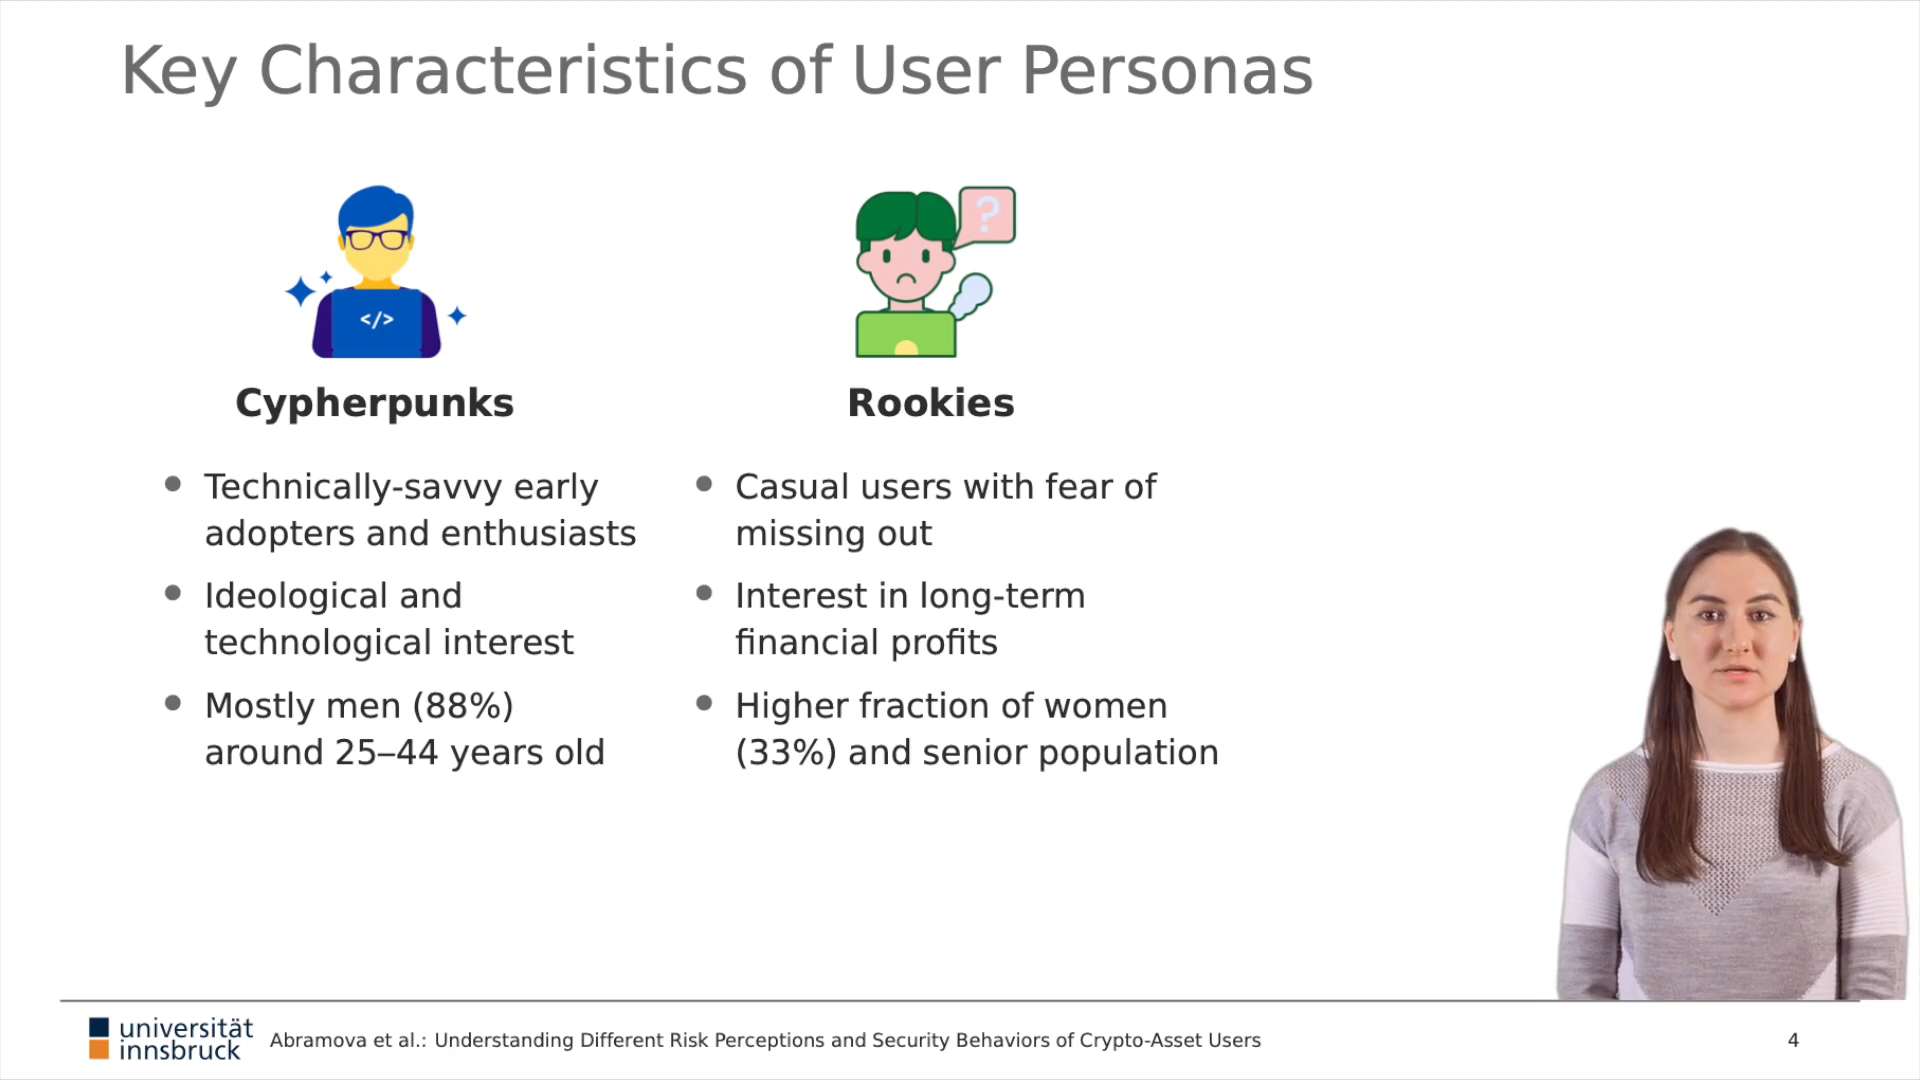 Key Characteristics of User Personas
?
</>
Cypherpunks
Technically-savvy early
adopters and enthusiasts
Ideological and
technological interest
Mostly men (88%)
around 25–44 years old
Rookies
Casual users with fear of
missing out
Interest in long-term
financial profits
Higher fraction of women
(33%) and senior population
universität
innsbruck
Abramova et al.: Understanding Different Risk Perceptions and Security Behaviors of Crypto-Asset Users
4